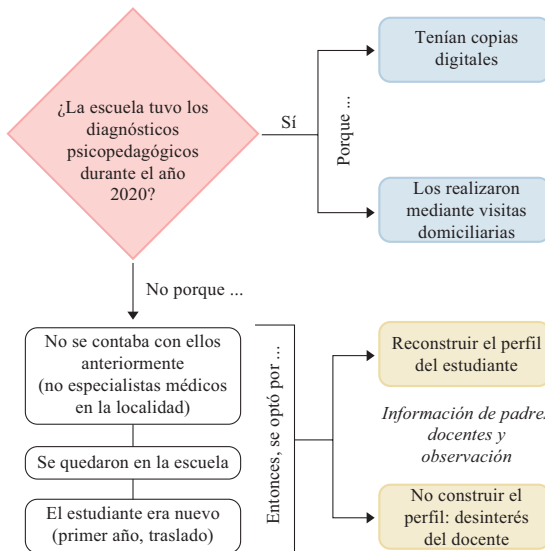 ¿La escuela tuvo los
diagnósticos
psicopedagógicos
durante el año
2020?
Sí
Porque ...
Tenían copias
digitales
Los realizaron
mediante visitas
domiciliarias
No porque ...
No se contaba con ellos
anteriormente
(no especialistas médicos
en la localidad)
Se quedaron en la escuela
El estudiante era nuevo
(primer año, traslado)
Entonces, se optó por ...
Reconstruir el perfil
del estudiante
Información de padres
docentes y
observación
No construir el
perfil: desinterés
del docente